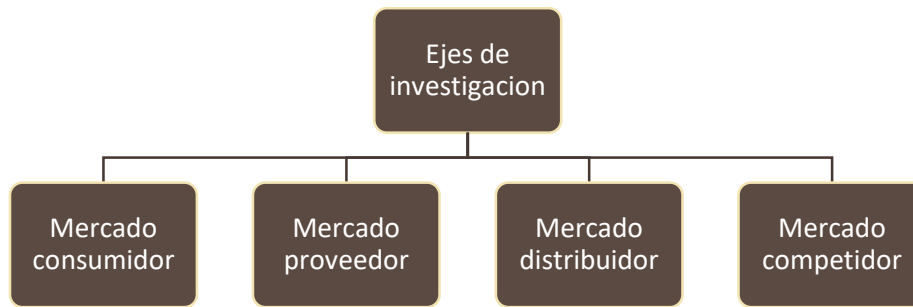 Ejes de
investigacion
Mercado
consumidor
Mercado
proveedor
Mercado
distribuidor
Mercado
competidor